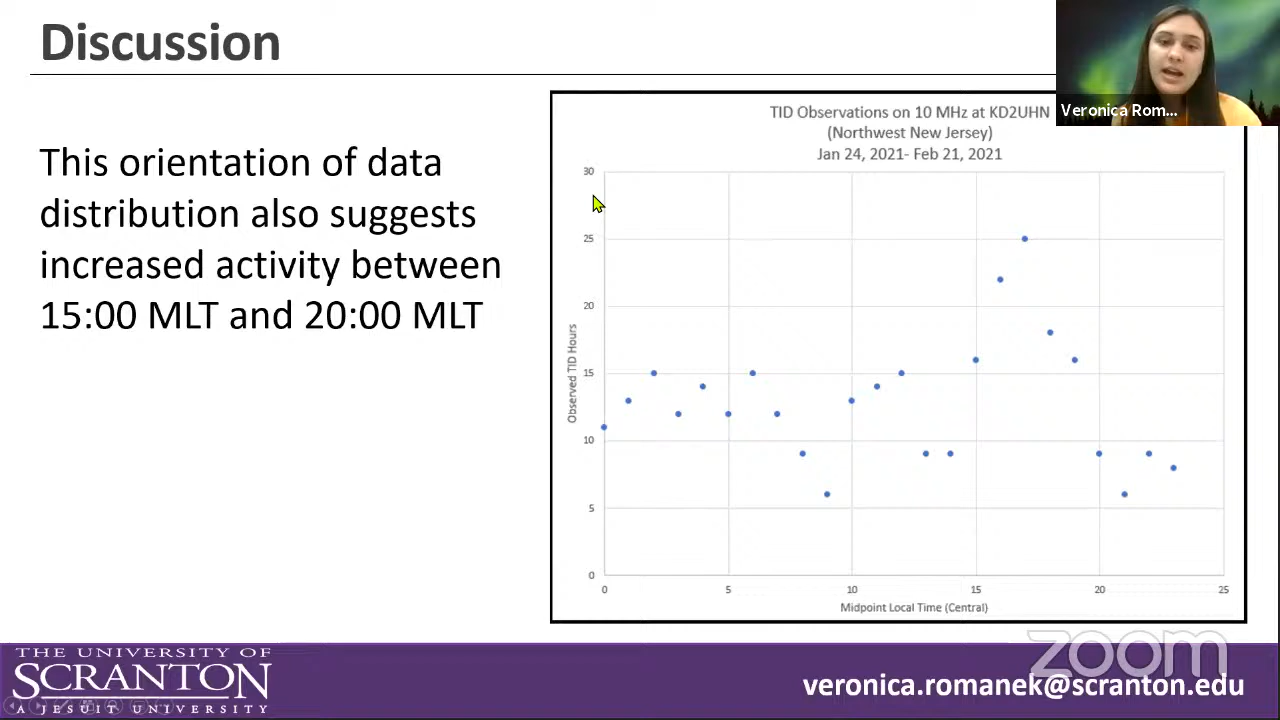 Discussion
Veronica Rom...
This orientation of data
distribution also suggests
increased activity between
15:00 MLT and 20:00 MLT
TID Observations on 10 MHz at KD2UHN
(Northwest New Jersey)
Jan 24, 2021- Feb 21, 2021
Observed TID Hours
30
25
20
15
10
5
0
0 5 10 15 20 25
Midpoint Local Time (Central)
THE UNIVERSITY OF
SCRANTON
A JESUIT UNIVERSITY
zoom
veronica.romanek@scranton.edu